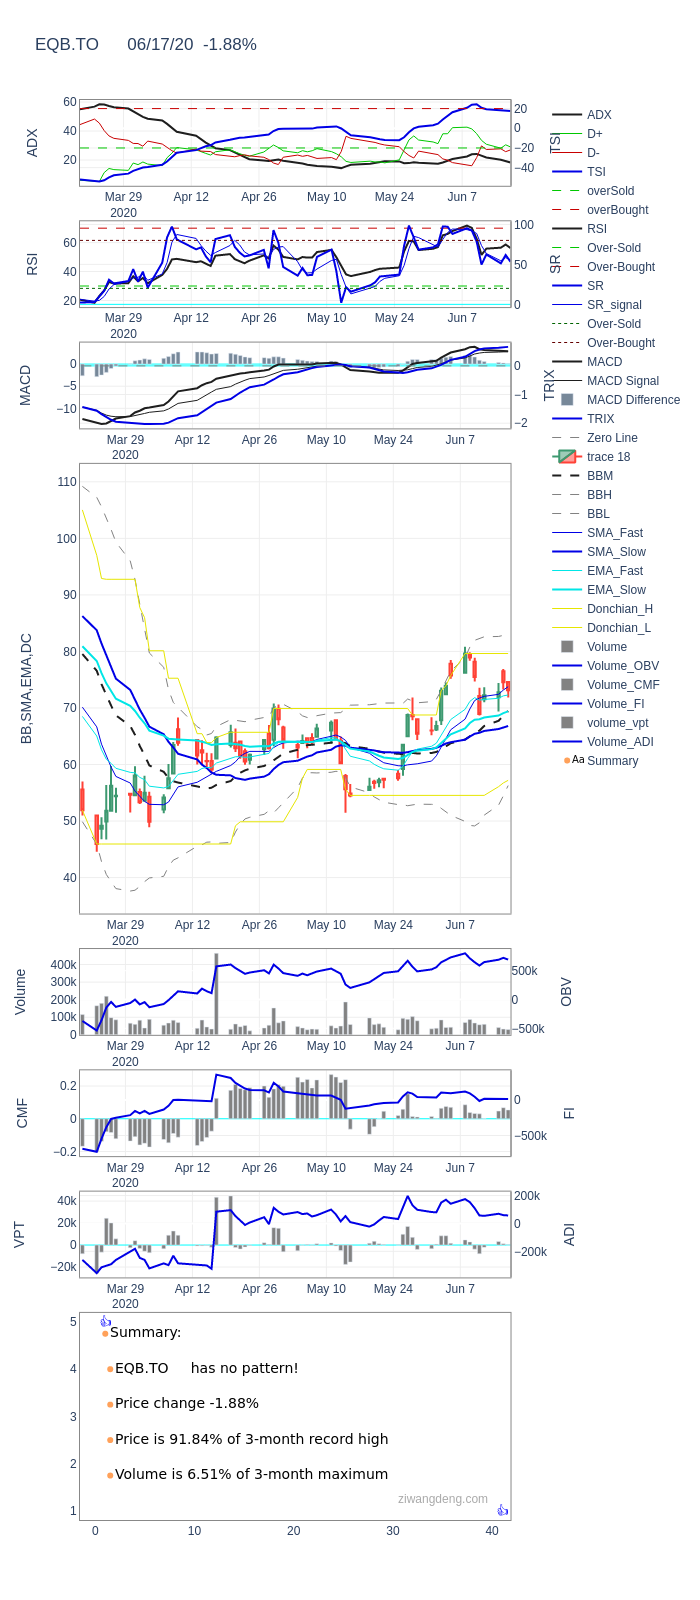 EQB.TO 06/17/20 -1.88%
ADX
60
40
20
20
0
−20
−40
TSI
Mar 29
2020
Apr 12
Apr 26
May 10
May 24
Jun 7
RSI
60
40
20
100
50
0
SR
Mar 29
2020
Apr 12
Apr 26
May 10
May 24
Jun 7
MACD
0
−5
−10
0
−1
−2
TRIX
Mar 29
2020
Apr 12
Apr 26
May 10
May 24
Jun 7
BB,SMA,EMA,DC
110
100
90
80
70
60
50
40
Mar 29
2020
Apr 12
Apr 26
May 10
May 24
Jun 7
Volume
400k
300k
200k
100k
0
500k
0
−500k
OBV
Mar 29
2020
Apr 12
Apr 26
May 10
May 24
Jun 7
CMF
0.2
0
−0.2
0
−500k
FI
Mar 29
2020
Apr 12
Apr 26
May 10
May 24
Jun 7
VPT
40k
20k
0
−20k
200k
0
−200k
ADI
Mar 29
2020
Apr 12
Apr 26
May 10
May 24
Jun 7
5
4
3
2
1
Summary:
EQB.TO has no pattern!
Price change -1.88%
Price is 91.84% of 3-month record high
Volume is 6.51% of 3-month maximum
ziwangdeng.com
0
10
20
30
40
ADX
D+
D-
TSI
overSold
overBought
RSI
Over-Sold
Over-Bought
SR
SR_signal
Over-Sold
Over-Bought
MACD
MACD Signal
MACD Difference
TRIX
Zero Line
trace 18
BBM
BBH
BBL
SMA_Fast
SMA_Slow
EMA_Fast
EMA_Slow
Donchian_H
Donchian_L
Volume
Volume_OBV
Volume_CMF
Volume_FI
volume_vpt
Volume_ADI
Aa Summary